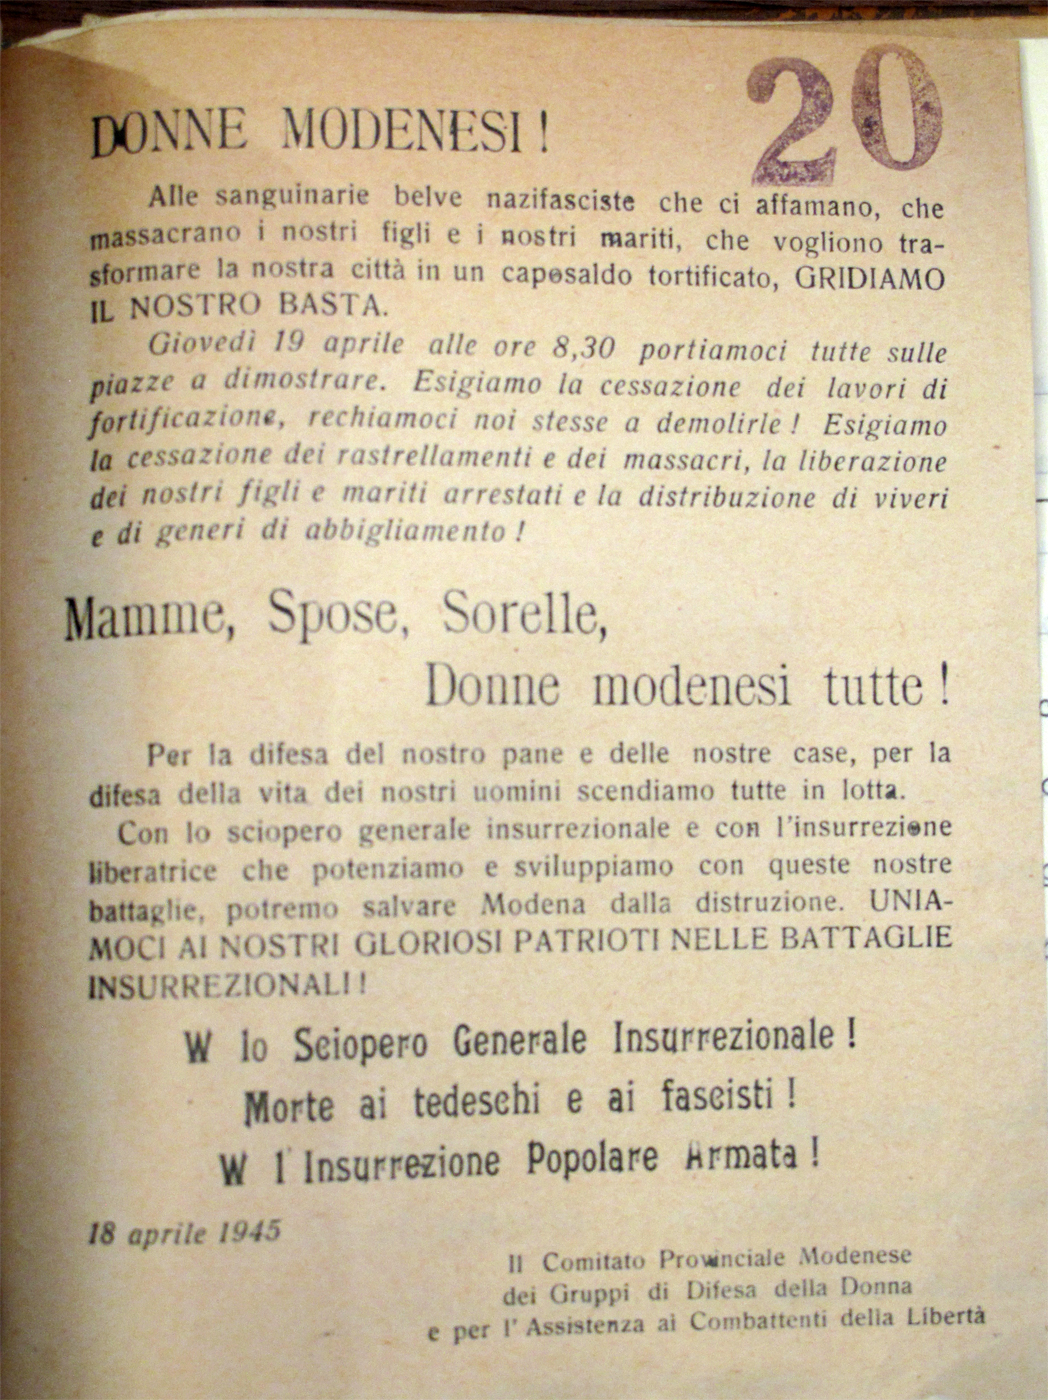 20
DONNE MODENESI !
Alle sanguinarie belve nazifasciste che ci affamano, che
massacrano i nostri figli e i nostri mariti, che vogliono tra-
sformare la nostra città in un caposaldo tortificato, GRIDIAMO
IL NOSTRO BASTA.
Giovedì 19 aprile alle ore 8,30 portiamoci tutte sulle
piazze a dimostrare. Esigiamo la cessazione dei lavori di
fortificazione, rechiamoci noi stesse a demolirle ! Esigiamo
la cessazione dei rastrellamenti e dei massacri, la liberazione
dei nostri figli e mariti arrestati e la distribuzione di viveri
e di generi di abbigliamento !
Mamme, Spose, Sorelle,
Donne modenesi tutte !
Per la difesa del nostro pane e delle nostre case, per la
difesa della vita dei nostri uomini scendiamo tutte in lotta.
Con lo sciopero generale insurrezionale e con l'insurrezione
liberatrice che potenziamo e sviluppiamo con queste nostre
battaglie, potremo salvare Modena dalla distruzione. UNIA-
MOCI AI NOSTRI GLORIOSI PATRIOTI NELLE BATTAGLIE
INSURREZIONALI !
W lo Sciopero Generale Insurrezionale !
Morte ai tedeschi e ai fascisti !
W l' Insurrezione Popolare Armata !
18 aprile 1945
Il Comitato Provinciale Modenese
dei Gruppi di Difesa della Donna
e per l' Assistenza ai Combattenti della Libertà